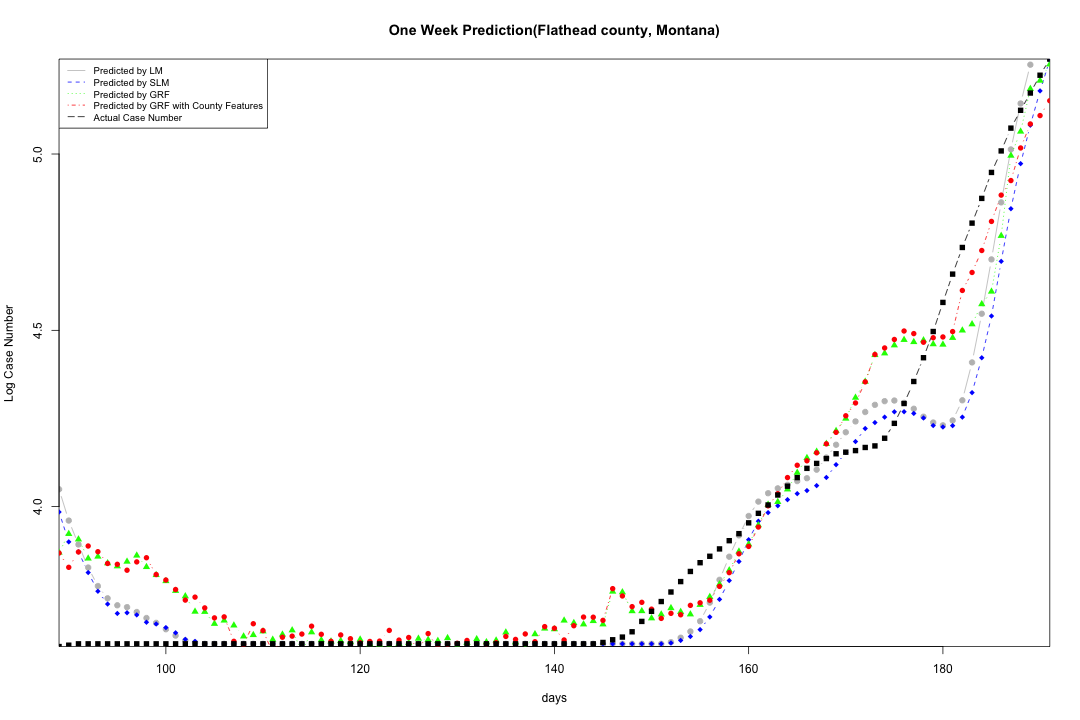 One Week Prediction(Flathead county, Montana)
Predicted by LM
Predicted by SLM
Predicted by GRF
Predicted by GRF with County Features
Actual Case Number
5.0
4.5
4.0
Log Case Number
100
120
140
160
180
days